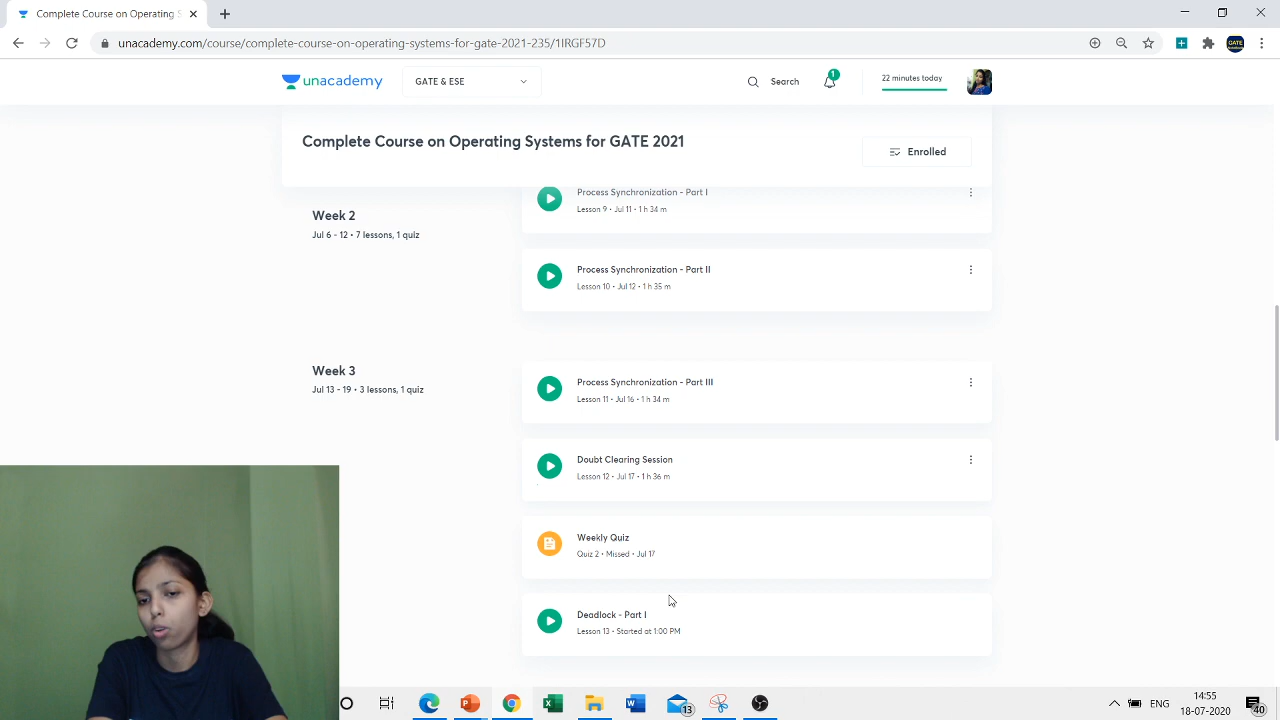 Complete Course on Operating S
unacademy.com/course/complete-course-on-operating-systems-for-gate-2021-235/1IRGF57D
GATE
unacademy
GATE & ESE
Search
1
22 minutes today
Complete Course on Operating Systems for GATE 2021
Enrolled
Process Synchronization - Part I
Lesson 9 • Jul 11 • 1 h 34 m
Week 2
Jul 6 - 12 • 7 lessons, 1 quiz
Process Synchronization - Part II
Lesson 10 • Jul 12 • 1 h 35 m
Week 3
Jul 13 - 19 • 3 lessons, 1 quiz
Process Synchronization - Part III
Lesson 11 • Jul 16 • 1 h 34 m
Doubt Clearing Session
Lesson 12 • Jul 17 • 1 h 36 m
Weekly Quiz
Quiz 2 • Missed • Jul 17
Deadlock - Part I
Lesson 13 • Started at 1:00 PM
13
ENG
14:55
18-07-2020
40